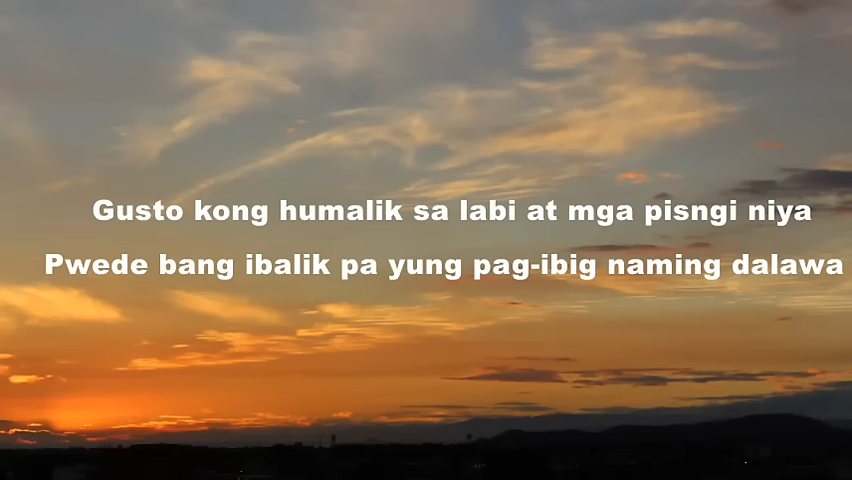 Gusto kong humalik sa labi at mga pisngi niya
Pwede bang ibalik pa yung pag-ibig naming dalawa